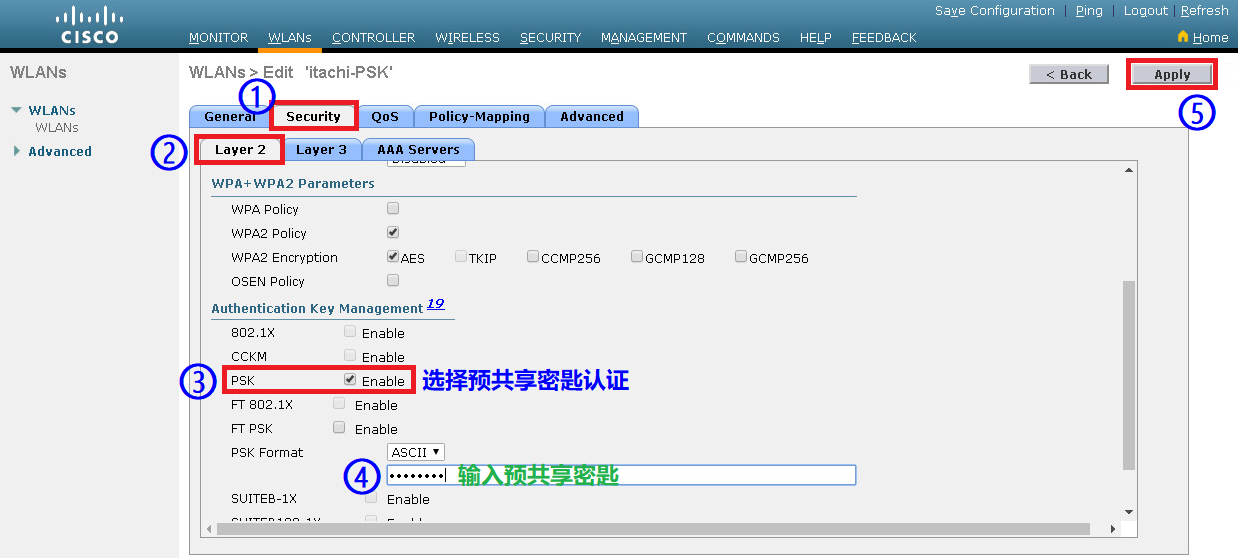 Save Configuration | Ping | Logout | Refresh
CISCO
MONITOR WLANs CONTROLLER WIRELESS SECURITY MANAGEMENT COMMANDS HELP FEEDBACK Home
WLANs
WLANs > Edit 'itachi-PSK'
< Back
Apply
①
⑤
WLANs
WLANs
Advanced
General Security QoS Policy-Mapping Advanced
②
Layer 2 Layer 3 AAA Servers
Disabled
WPA+WPA2 Parameters
WPA Policy
WPA2 Policy
WPA2 Encryption AES TKIP CCMP256 GCMP128 GCMP256
OSEN Policy
Authentication Key Management 19
802.1X Enable
CCKM Enable
③ PSK Enable 选择预共享密匙认证
FT 802.1X Enable
FT PSK Enable
PSK Format ASCII
④ •••••••• 输入预共享密匙
SUITEB-1X Enable